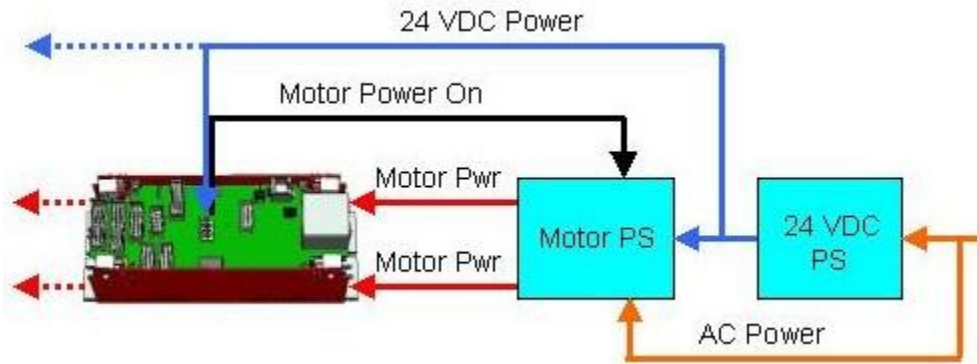 24 VDC Power
Motor Power On
Motor Pwr
Motor PS
24 VDC
PS
Motor Pwr
AC Power